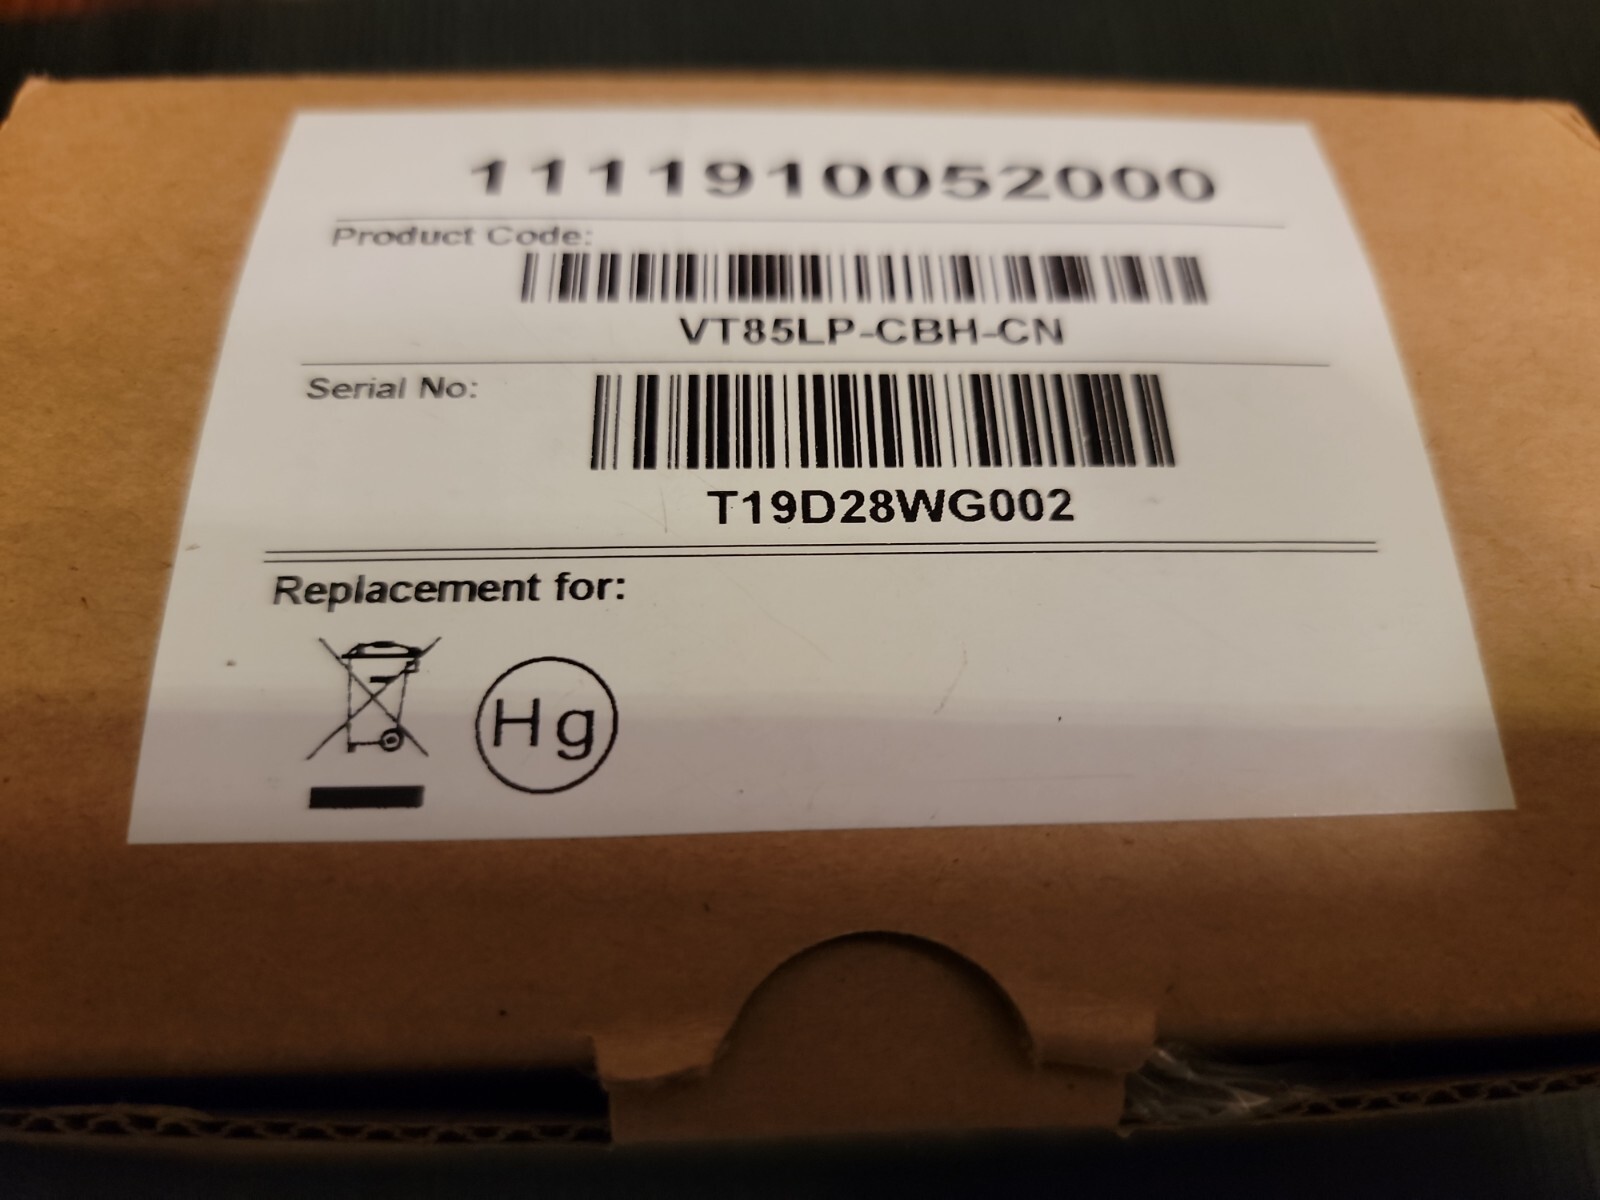 1111910052000
Product Code:
VT85LP-CBH-CN
Serial No:
T19D28WG002
Replacement for:
Hg